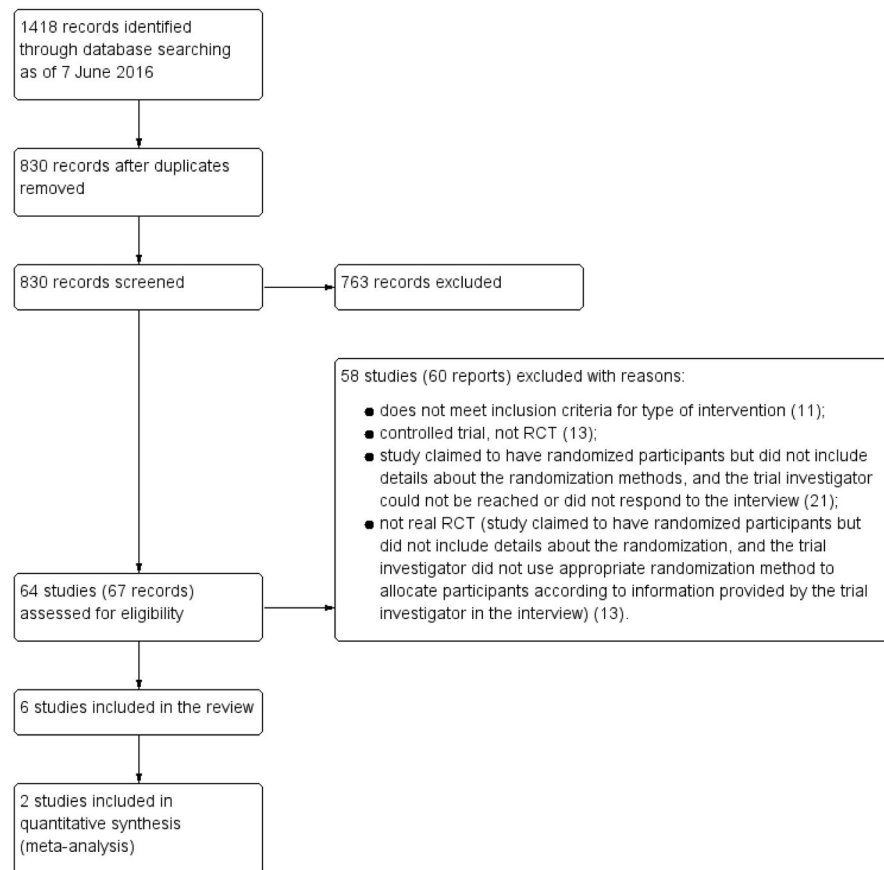 1418 records identified
through database searching
as of 7 June 2016
830 records after duplicates
removed
830 records screened
763 records excluded
58 studies (60 reports) excluded with reasons:
● does not meet inclusion criteria for type of intervention (11);
● controlled trial, not RCT (13);
● study claimed to have randomized participants but did not include
details about the randomization methods, and the trial investigator
could not be reached or did not respond to the interview (21);
● not real RCT (study claimed to have randomized participants but
did not include details about the randomization, and the trial
investigator did not use appropriate randomization method to
allocate participants according to information provided by the trial
investigator in the interview) (13).
64 studies (67 records)
assessed for eligibility
6 studies included in the review
2 studies included in
quantitative synthesis
(meta-analysis)